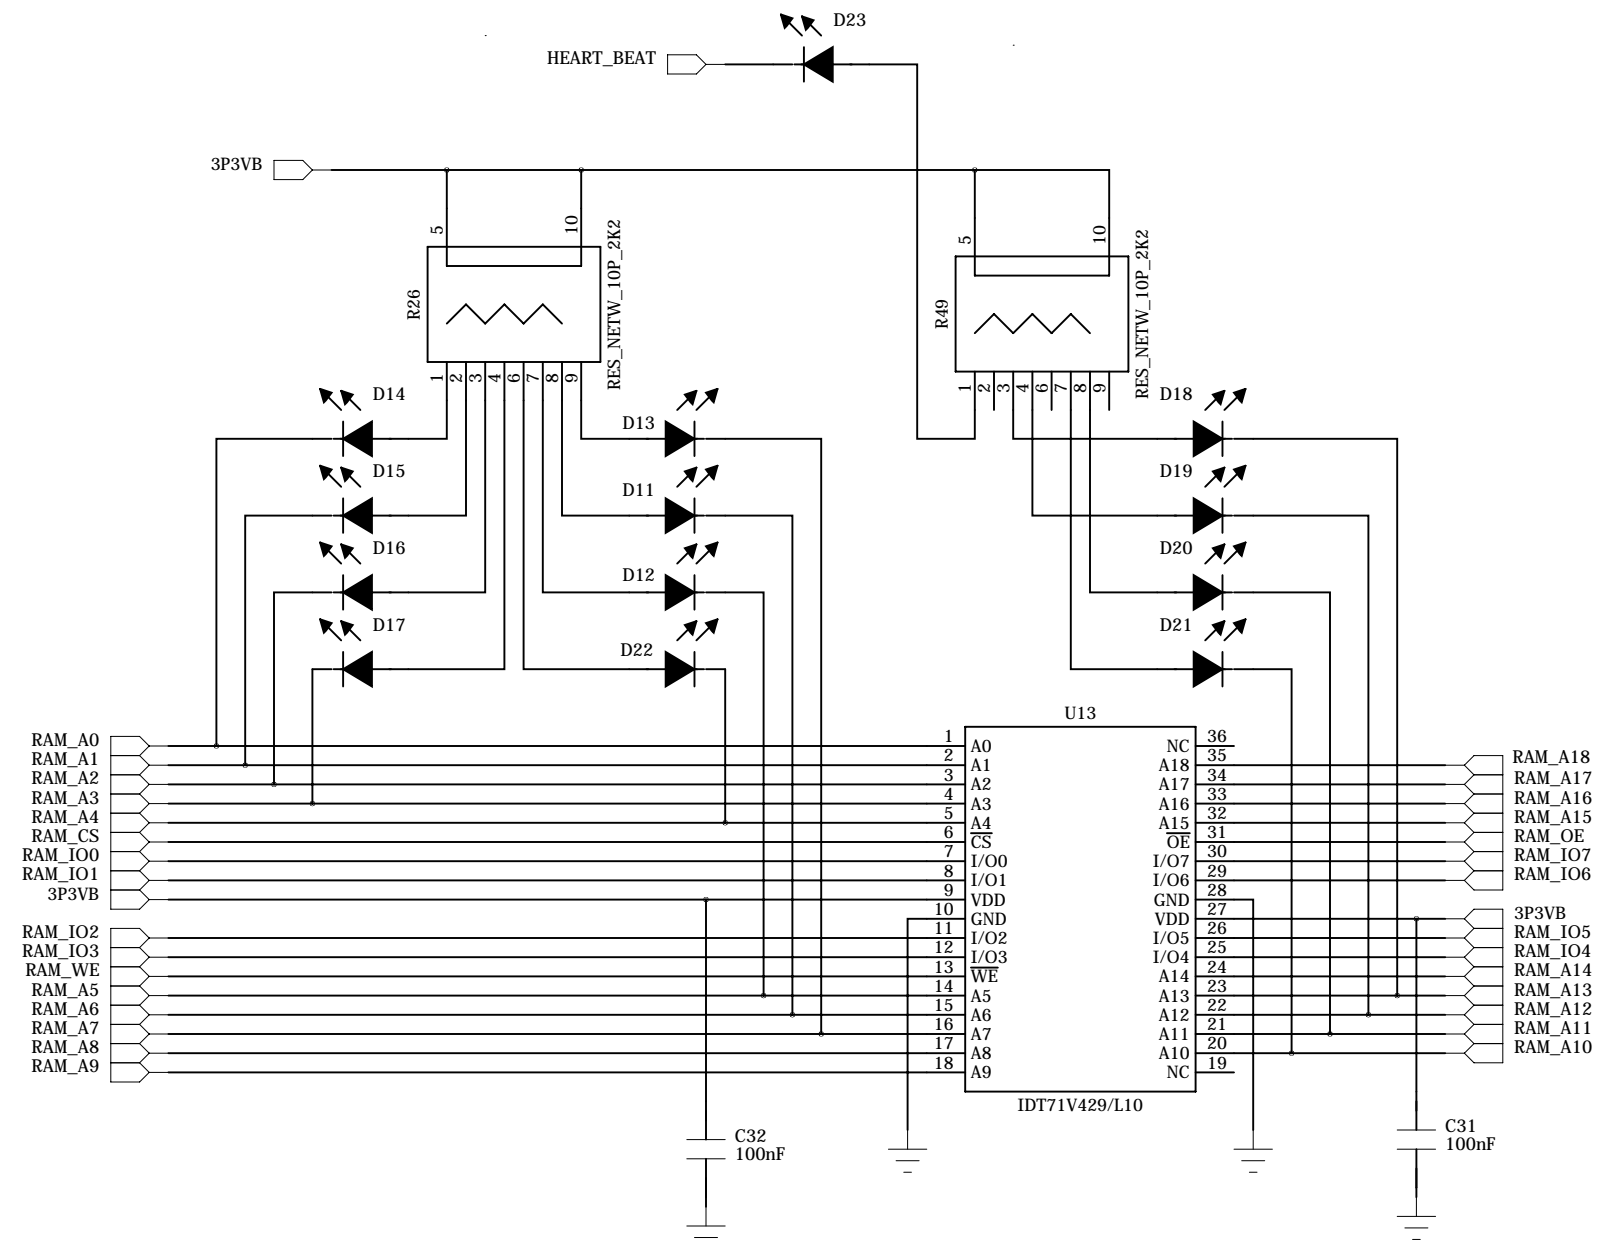 D23
HEART_BEAT
3P3VB
5
10
R26
RES_NETW_10P_2K2
1
2
3
4
6
7
8
9
5
10
R49
RES_NETW_10P_2K2
1
2
3
4
6
7
8
9
D14
D13
D18
D15
D11
D19
D16
D12
D20
D17
D22
D21
U13
RAM_A0
RAM_A1
RAM_A2
RAM_A3
RAM_A4
RAM_CS
RAM_IO0
RAM_IO1
3P3VB
RAM_IO2
RAM_IO3
RAM_WE
RAM_A5
RAM_A6
RAM_A7
RAM_A8
RAM_A9
1 A0
2 A1
3 A2
4 A3
5 A4
6 CS
7 I/O0
8 I/O1
9 VDD
10 GND
11 I/O2
12 I/O3
13 WE
14 A5
15 A6
16 A7
17 A8
18 A9
NC 36
A18 35
A17 34
A16 33
A15 32
OE 31
I/O7 30
I/O6 29
GND 28
VDD 27
I/O5 26
I/O4 25
A14 24
A13 23
A12 22
A11 21
A10 20
NC 19
RAM_A18
RAM_A17
RAM_A16
RAM_A15
RAM_OE
RAM_IO7
RAM_IO6
3P3VB
RAM_IO5
RAM_IO4
RAM_A14
RAM_A13
RAM_A12
RAM_A11
RAM_A10
IDT71V429/L10
C32
100nF
C31
100nF